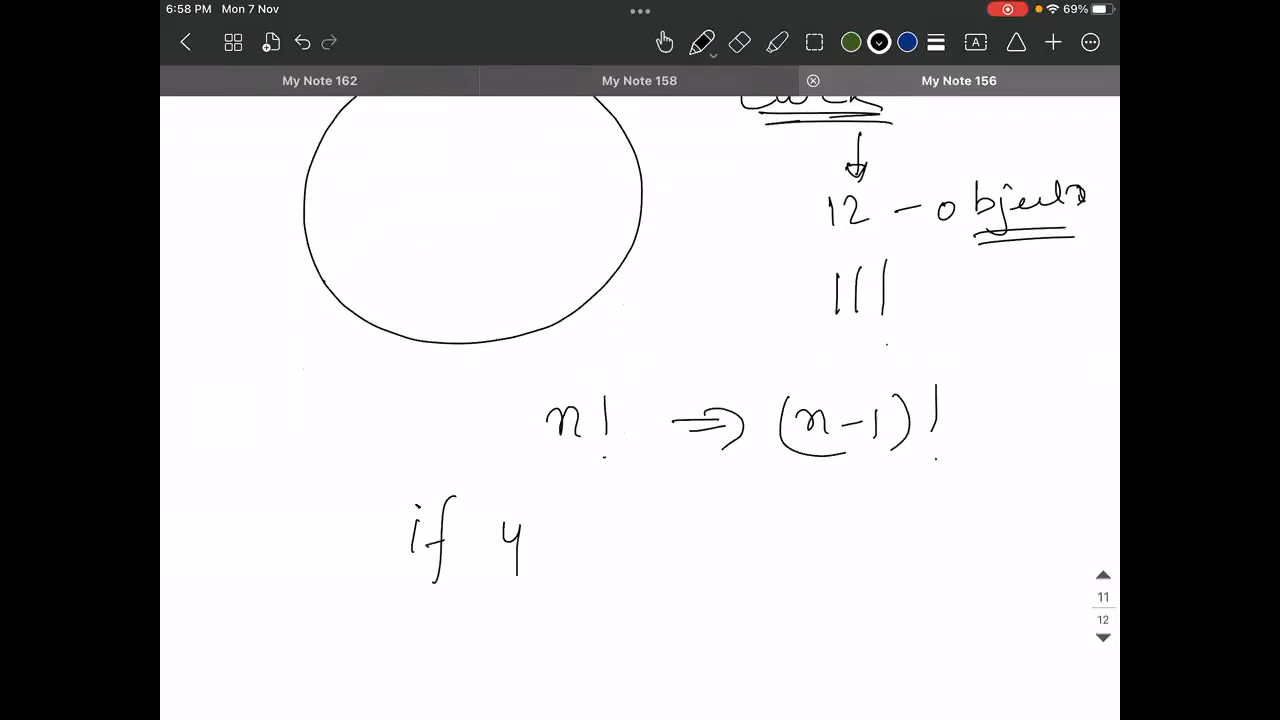 6:58 PM Mon 7 Nov
69%
My Note 162 My Note 158 My Note 156
12 - objects
11!
n! ⇒ (n-1)!
if 4
11
12